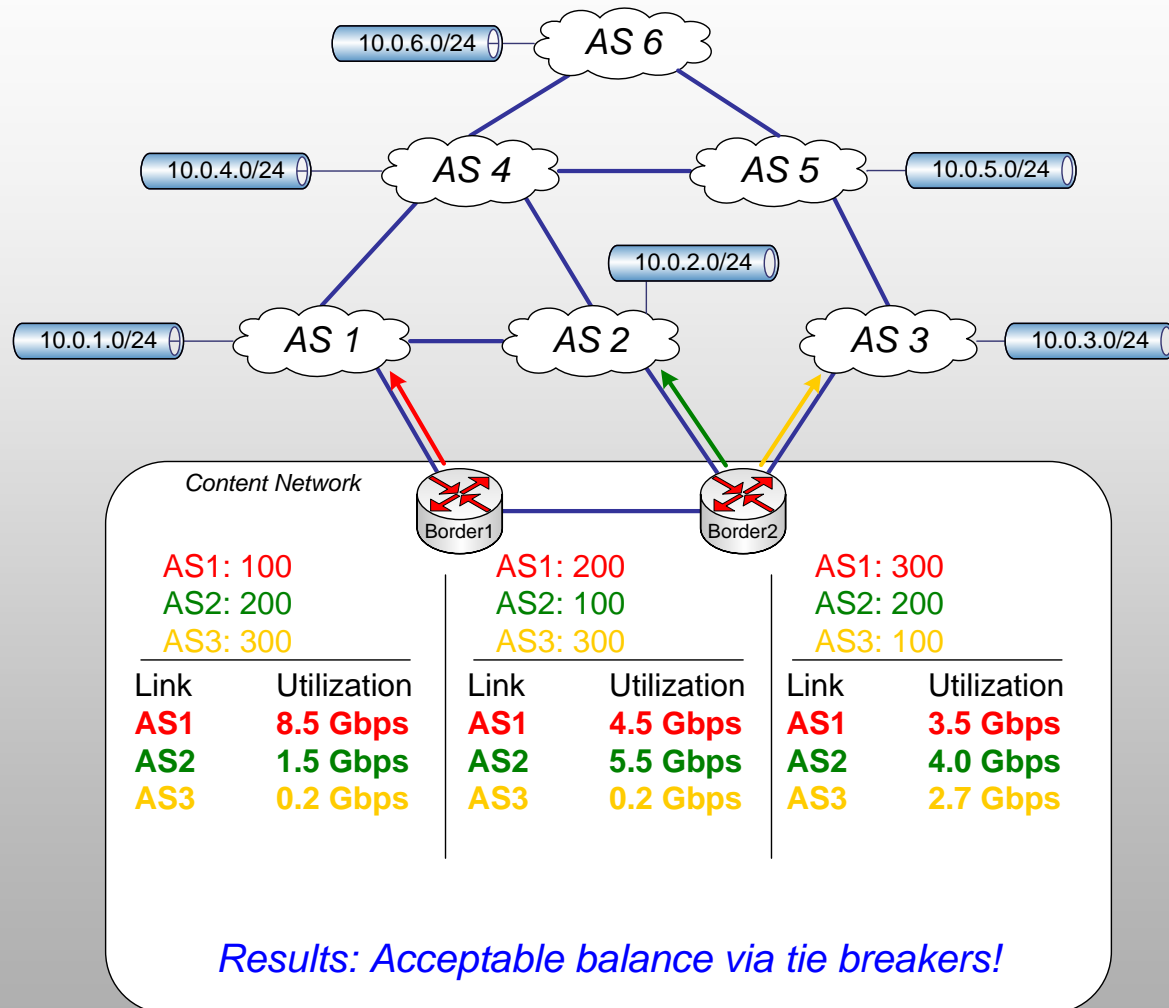 10.0.6.0/24
AS 6
10.0.4.0/24
AS 4
AS 5
10.0.5.0/24
10.0.2.0/24
10.0.1.0/24
AS 1
AS 2
AS 3
10.0.3.0/24
Content Network
Border1
Border2
AS1: 100
AS2: 200
AS3: 300
Link Utilization
AS1 8.5 Gbps
AS2 1.5 Gbps
AS3 0.2 Gbps
AS1: 200
AS2: 100
AS3: 300
Link Utilization
AS1 4.5 Gbps
AS2 5.5 Gbps
AS3 0.2 Gbps
AS1: 300
AS2: 200
AS3: 100
Link Utilization
AS1 3.5 Gbps
AS2 4.0 Gbps
AS3 2.7 Gbps
Results: Acceptable balance via tie breakers!